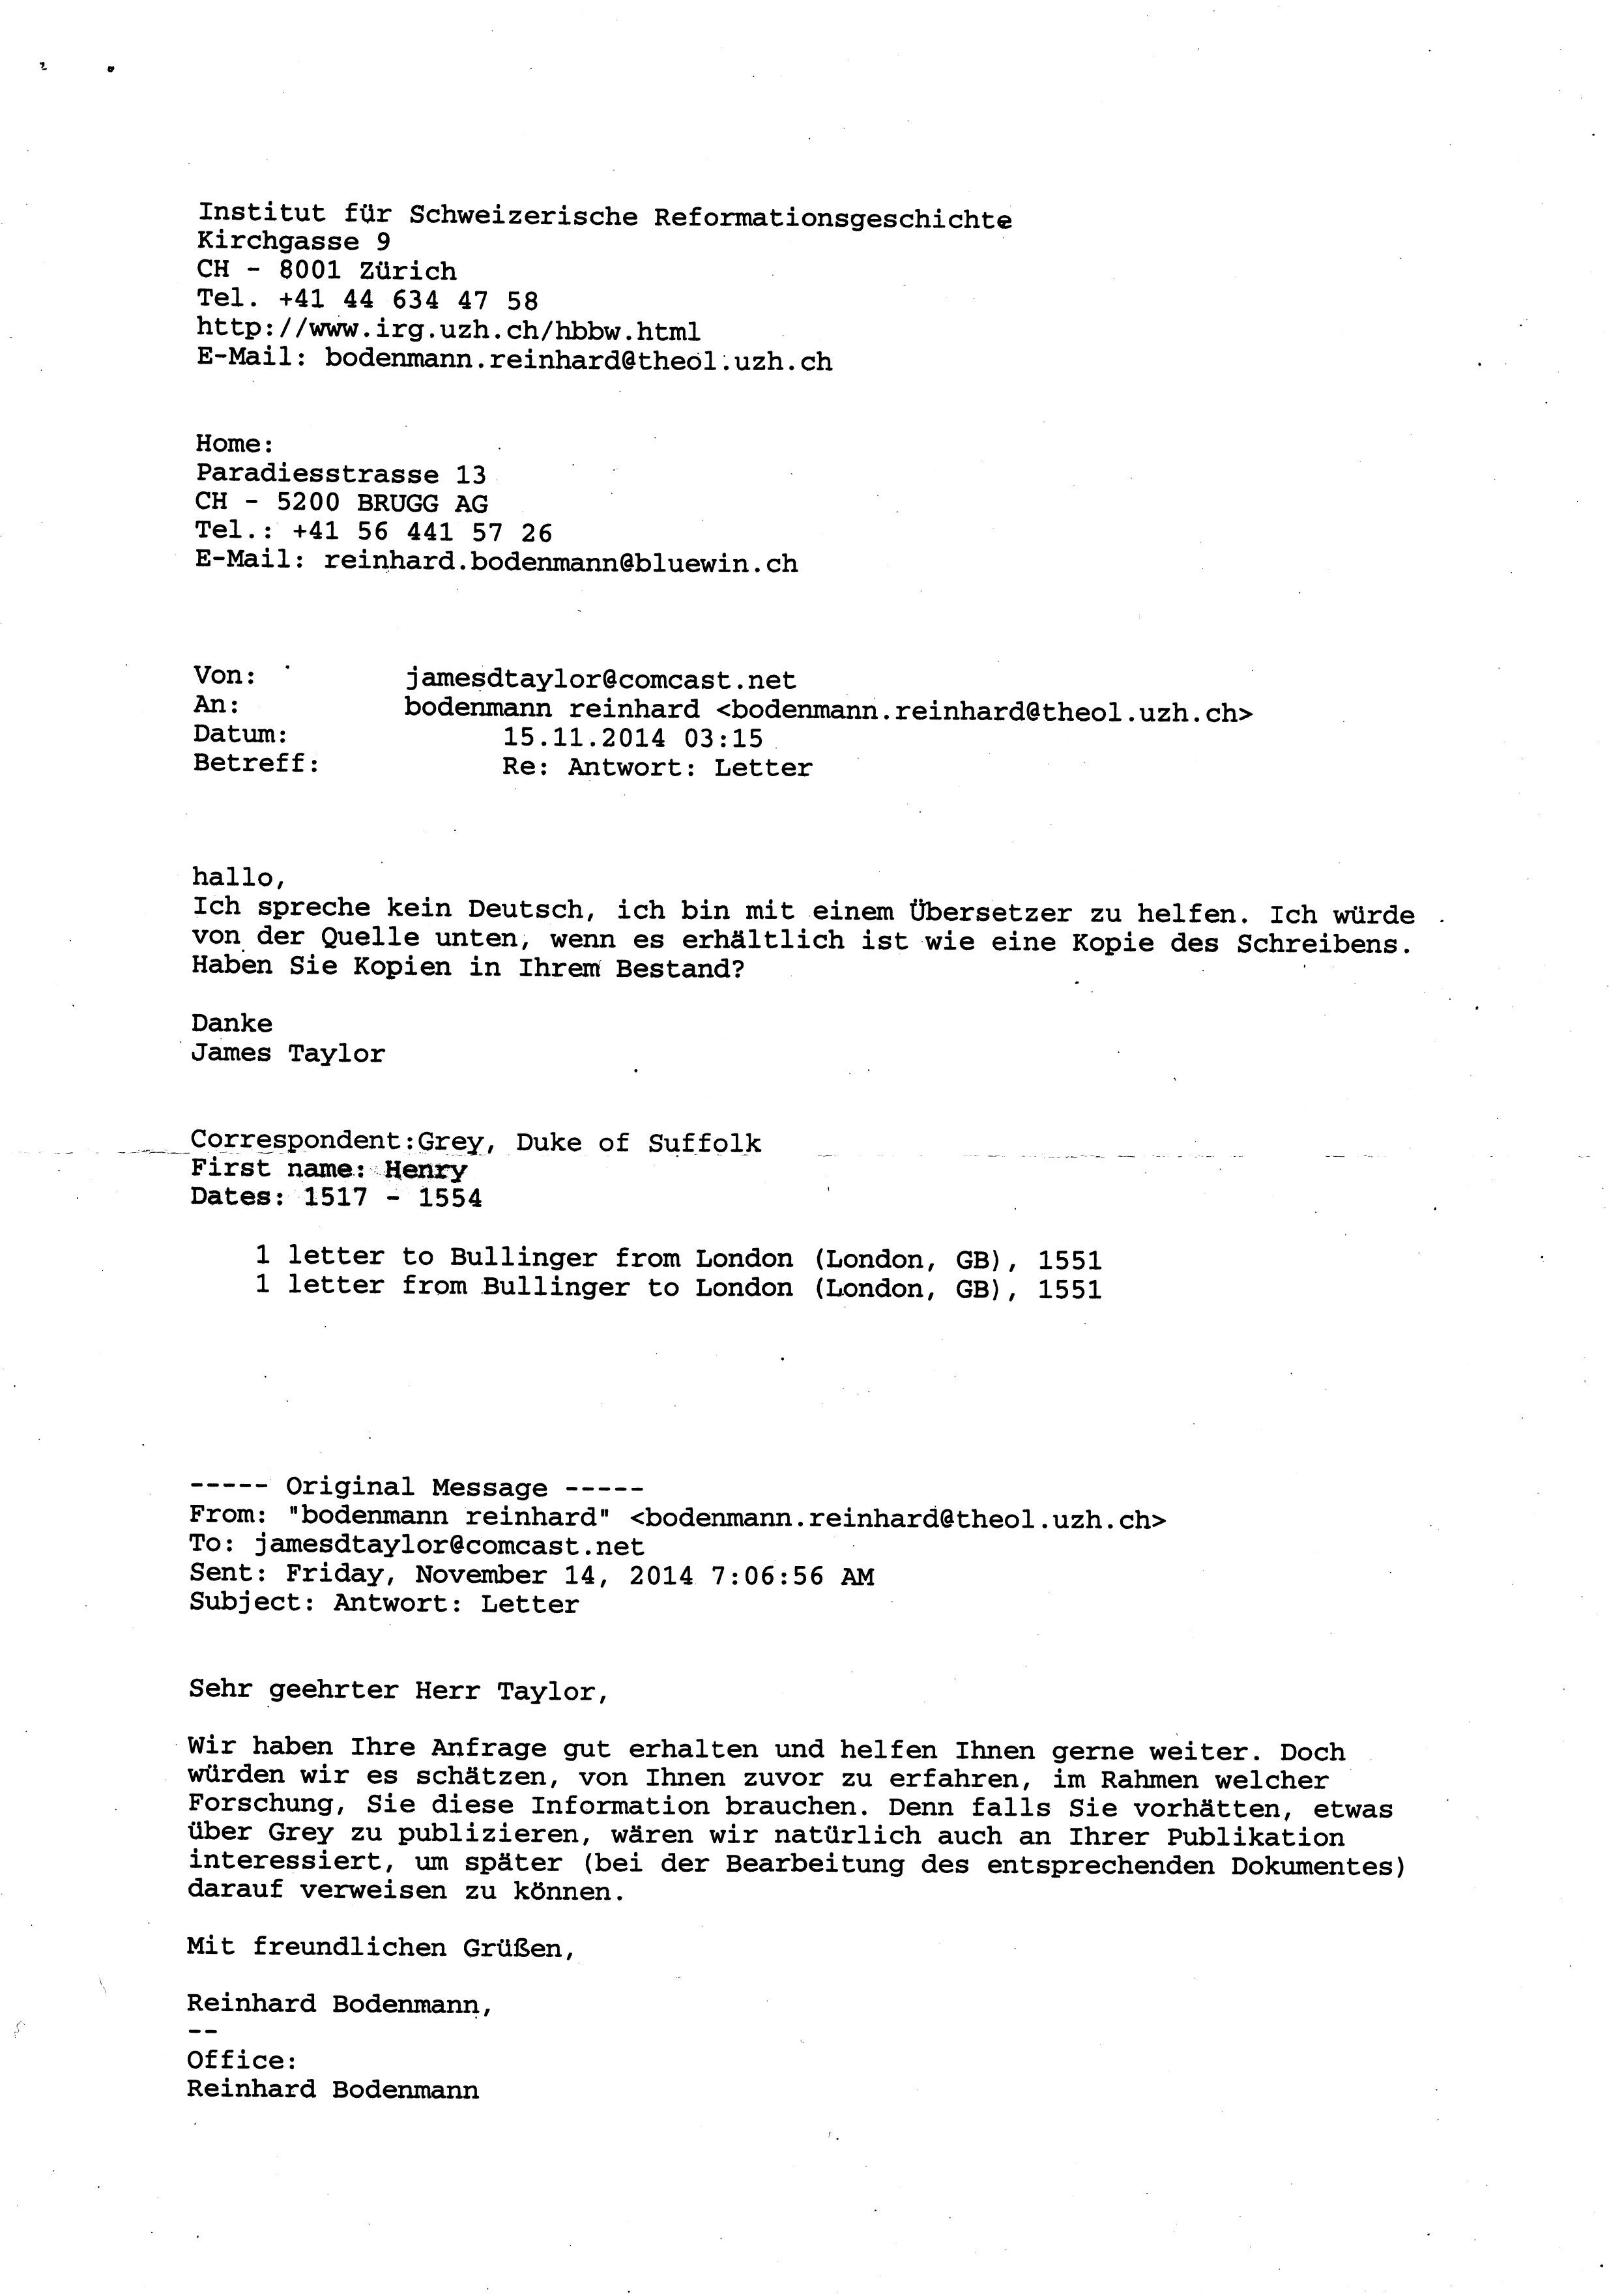 Institut für Schweizerische Reformationsgeschichte
Kirchgasse 9
CH - 8001 Zürich
Tel. +41 44 634 47 58
http://www.irg.uzh.ch/hbbw.html
E-Mail: bodenmann.reinhard@theol.uzh.ch
Home:
Paradiesstrasse 13
CH - 5200 BRUGG AG
Tel.: +41 56 441 57 26
E-Mail: reinhard.bodenmann@bluewin.ch
Von: jamesdtaylor@comcast.net
An: bodenmann reinhard <bodenmann.reinhard@theol.uzh.ch>
Datum: 15.11.2014 03:15
Betreff: Re: Antwort: Letter
hallo,
Ich spreche kein Deutsch, ich bin mit einem Übersetzer zu helfen. Ich würde
von der Quelle unten, wenn es erhältlich ist wie eine Kopie des Schreibens.
Haben Sie Kopien in Ihrem Bestand?
Danke
James Taylor
Correspondent:Grey, Duke of Suffolk
First name: Henry
Dates: 1517 - 1554
1 letter to Bullinger from London (London, GB), 1551
1 letter from Bullinger to London (London, GB), 1551
----- Original Message -----
From: "bodenmann reinhard" <bodenmann.reinhard@theol.uzh.ch>
To: jamesdtaylor@comcast.net
Sent: Friday, November 14, 2014 7:06:56 AM
Subject: Antwort: Letter
Sehr geehrter Herr Taylor,
Wir haben Ihre Anfrage gut erhalten und helfen Ihnen gerne weiter. Doch
würden wir es schätzen, von Ihnen zuvor zu erfahren, im Rahmen welcher
Forschung, Sie diese Information brauchen. Denn falls Sie vorhätten, etwas
über Grey zu publizieren, wären wir natürlich auch an Ihrer Publikation
interessiert, um später (bei der Bearbeitung des entsprechenden Dokumentes)
darauf verweisen zu können.
Mit freundlichen Grüßen,
Reinhard Bodenmann,
--
Office:
Reinhard Bodenmann